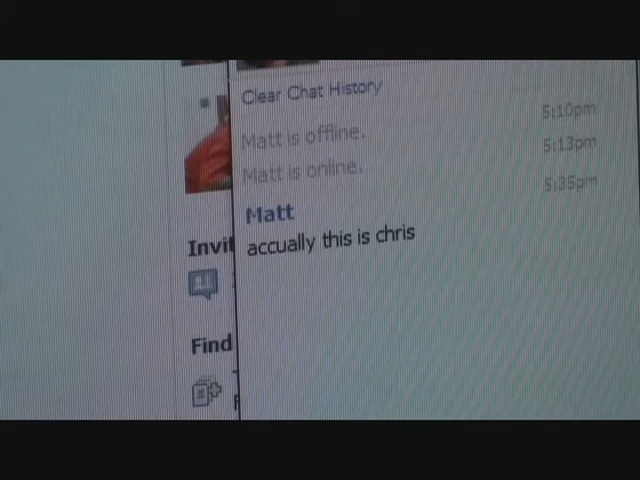 Clear Chat History
Matt is offline. 5:10pm
Matt is online. 5:13pm
Matt 5:35pm
accually this is chris
Invit
Find